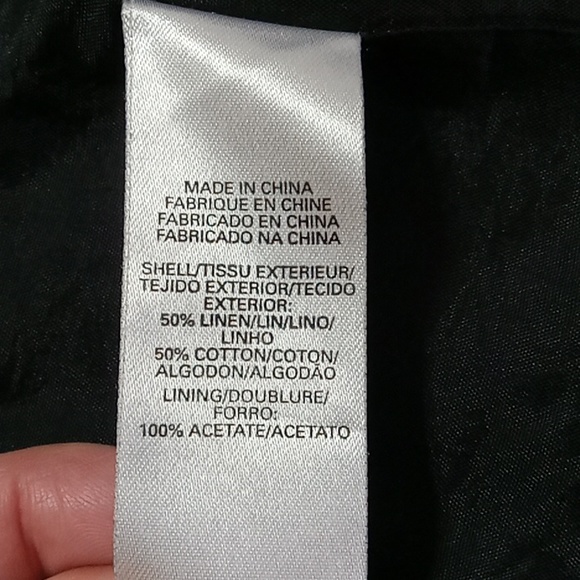 MADE IN CHINA
FABRIQUE EN CHINE
FABRICADO EN CHINA
FABRICADO NA CHINA
SHELL/TISSU EXTERIEUR/
TEJIDO EXTERIOR/TECIDO
EXTERIOR:
50% LINEN/LIN/LINO/
LINHO
50% COTTON/COTON/
ALGODON/ALGODÃO
LINING/DOUBLURE/
FORRO:
100% ACETATE/ACETATO